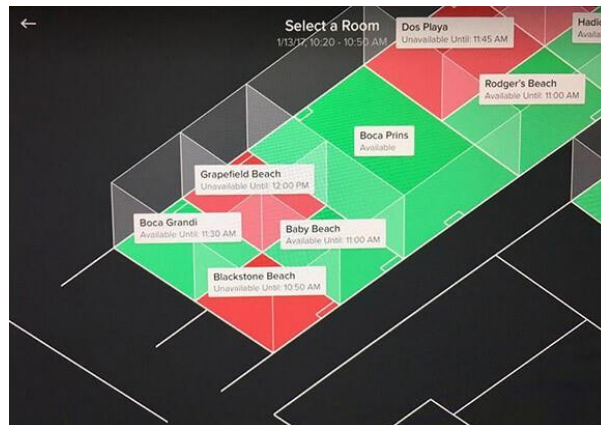 Select a Room
1/13/17, 10:20 - 10:50 AM
Dos Playa
Unavailable Until: 11:45 AM
Rodger's Beach
Available Until: 11:00 AM
Boca Prins
Available
Grapefield Beach
Unavailable Until: 12:00 PM
Boca Grandi
Available Until: 11:30 AM
Baby Beach
Available Until: 11:00 AM
Blackstone Beach
Unavailable Until: 10:50 AM